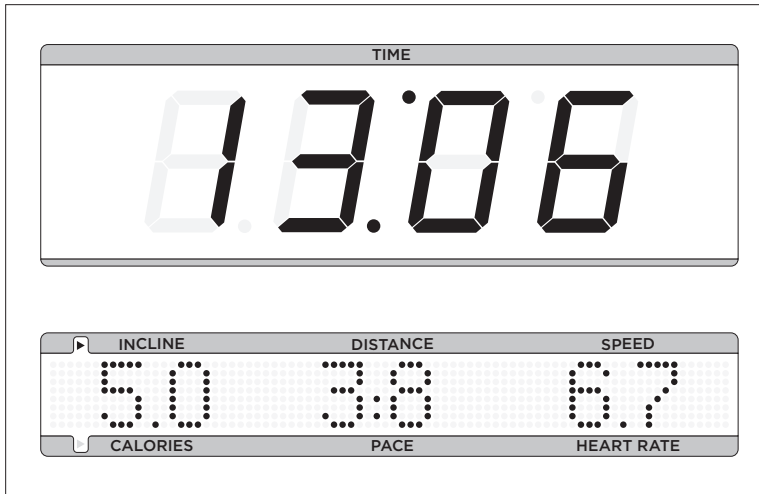 TIME
13:06
INCLINE DISTANCE SPEED
5.0 3:8 6.7
CALORIES PACE HEART RATE